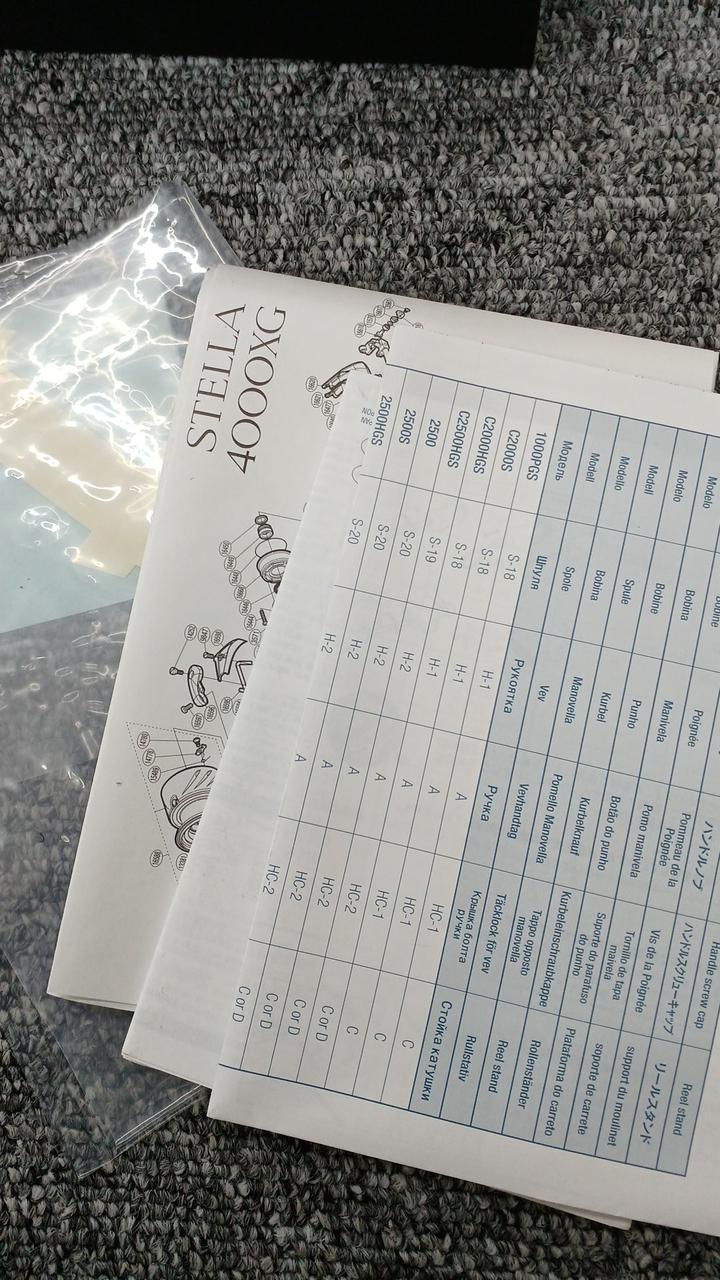 STELLA
4000XG
Handle screw cap Reel stand
ハンドルノブ ハンドルスクリューキャップ リールスタンド
Poignée Pommeau de la Poignée Vis de la Poignée support du moulinet
Modelo Bobina Manivela Pomo manivela Tornillo de tapa maivela soporte de carrete
Modelo Bobine Punho Botão do punho Suporte do parafuso do punho Plataforma do carreto
Modell Spule Kurbel Kurbelknauf Kurbeleinschraubkappe Rollenständer
Modello Bobina Manovella Pomello Manovella Tappo opposto manovella Reel stand
Modell Spole Vev Vevhandtag Täcklock för vev Rullstativ
Модель Шпуля Рукоятка Ручка Крышка болта ручки Стойка катушки
1000PGS S-18 H-1 A HC-1 C
C2000S S-18 H-1 A HC-1 C
C2000HGS S-18 H-1 A HC-1 C
C2500HGS S-19 H-2 A HC-2 C or D
2500 S-20 H-2 A HC-2 C or D
2500S S-20 H-2 A HC-2 C or D
2500HGS S-20 H-2 A HC-2 C or D